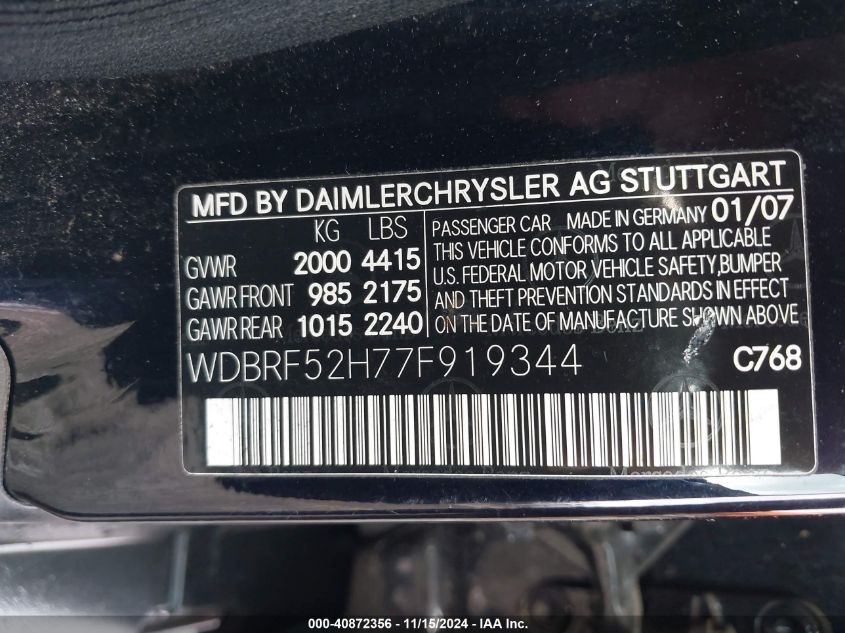 MFD BY DAIMLERCHRYSLER AG STUTTGART
KG LBS
GVWR 2000 4415
GAWR FRONT 985 2175
GAWR REAR 1015 2240
PASSENGER CAR MADE IN GERMANY 01/07
THIS VEHICLE CONFORMS TO ALL APPLICABLE
U.S. FEDERAL MOTOR VEHICLE SAFETY, BUMPER
AND THEFT PREVENTION STANDARDS IN EFFECT
ON THE DATE OF MANUFACTURE SHOWN ABOVE
WDBRF52H77F919344 C768
000-40872356 - 11/15/2024 - IAA Inc.